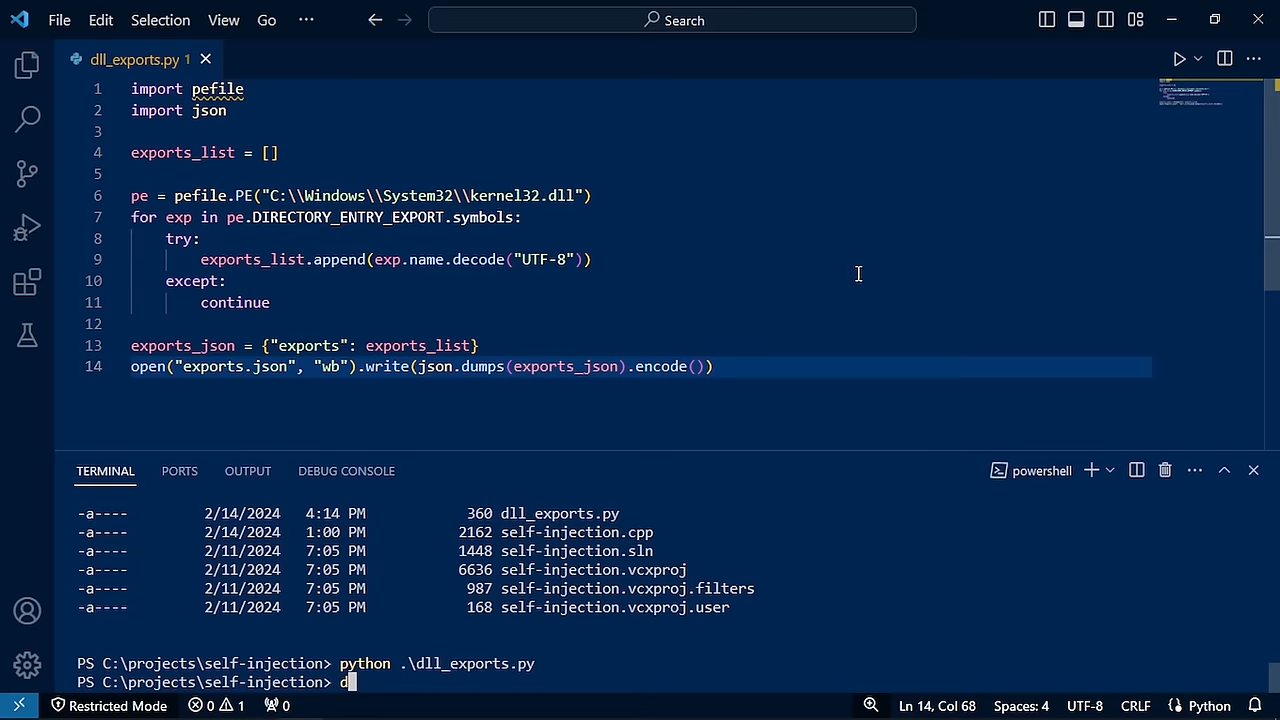 File Edit Selection View Go ··· Search
dll_exports.py 1
1 import pefile
2 import json
3
4 exports_list = []
5
6 pe = pefile.PE("C:\\Windows\\System32\\kernel32.dll")
7 for exp in pe.DIRECTORY_ENTRY_EXPORT.symbols:
8 try:
9 exports_list.append(exp.name.decode("UTF-8"))
10 except:
11 continue
12
13 exports_json = {"exports": exports_list}
14 open("exports.json", "wb").write(json.dumps(exports_json).encode())
TERMINAL PORTS OUTPUT DEBUG CONSOLE powershell
-a---- 2/14/2024 4:14 PM 360 dll_exports.py
-a---- 2/14/2024 1:00 PM 2162 self-injection.cpp
-a---- 2/11/2024 7:05 PM 1448 self-injection.sln
-a---- 2/11/2024 7:05 PM 6636 self-injection.vcxproj
-a---- 2/11/2024 7:05 PM 987 self-injection.vcxproj.filters
-a---- 2/11/2024 7:05 PM 168 self-injection.vcxproj.user
PS C:\projects\self-injection> python .\dll_exports.py
PS C:\projects\self-injection> d
Restricted Mode 0 1 0 Ln 14, Col 68 Spaces: 4 UTF-8 CRLF Python